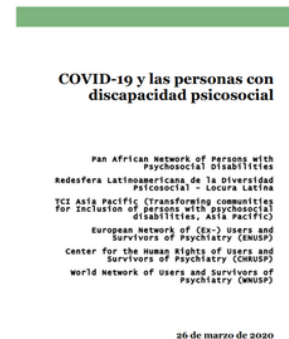 COVID-19 y las personas con
discapacidad psicosocial
Pan African Network of Persons with
Psychosocial Disabilities
Redesfera Latinoamericana de la Diversidad
Psicosocial – Locura Latina
TCI Asia Pacific (Transforming communities
for Inclusion of persons with psychosocial
disabilities, Asia Pacific)
European Network of (Ex-) Users and
Survivors of Psychiatry (ENUSP)
Center for the Human Rights of Users and
Survivors of Psychiatry (CHRUSP)
World Network of Users and Survivors of
Psychiatry (WNUSP)
26 de marzo de 2020